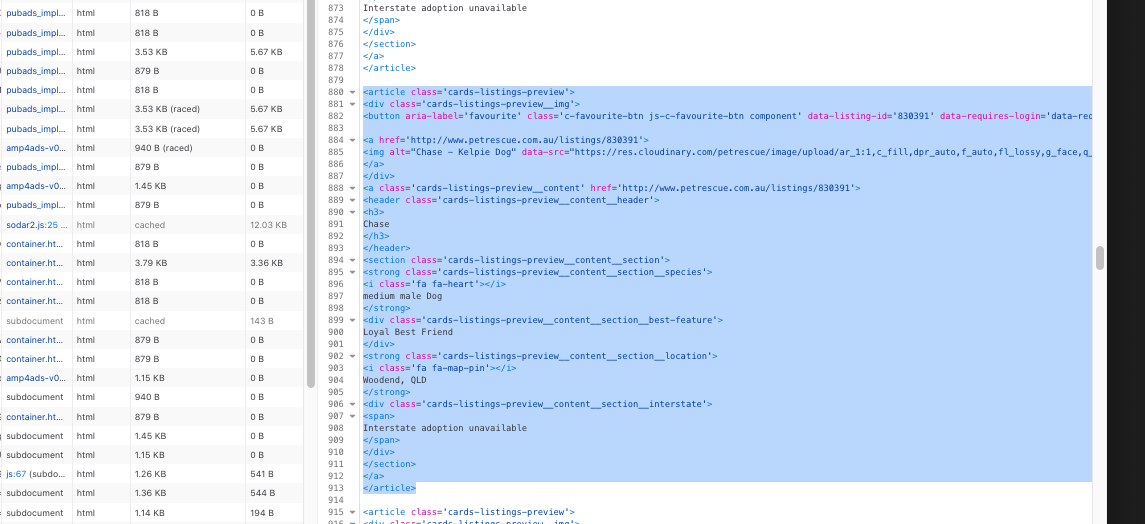 pubads_impl... html 818 B 0 B
pubads_impl... html 818 B 0 B
pubads_impl... html 3.53 KB 5.67 KB
pubads_impl... html 879 B 0 B
pubads_impl... html 818 B 0 B
pubads_impl... html 3.53 KB (raced) 5.67 KB
pubads_impl... html 3.53 KB (raced) 5.67 KB
amp4ads-v0... html 940 B (raced) 0 B
pubads_impl... html 879 B 0 B
amp4ads-v0... html 1.45 KB 0 B
pubads_impl... html 879 B 0 B
sodar2.js:25 ... html cached 12.03 KB
container.ht... html 818 B 0 B
container.ht... html 3.79 KB 3.36 KB
container.ht... html 818 B 0 B
container.ht... html 818 B 0 B
subdocument html cached 143 B
container.ht... html 879 B 0 B
container.ht... html 879 B 0 B
amp4ads-v0... html 1.15 KB 0 B
subdocument html 940 B 0 B
container.ht... html 879 B 0 B
subdocument html 1.45 KB 0 B
subdocument html 1.15 KB 0 B
js:67 (subdo... html 1.26 KB 541 B
subdocument html 1.36 KB 544 B
subdocument html 1.14 KB 194 B
873 Interstate adoption unavailable
874 </span>
875 </div>
876 </section>
877 </a>
878 </article>
879
880 <article class='cards-listings-preview'>
881 <div class='cards-listings-preview__img'>
882 <button aria-label='favourite' class='c-favourite-btn js-c-favourite-btn component' data-listing-id='830391' data-requires-login='data-req
883
884 <a href='http://www.petrescue.com.au/listings/830391'>
885 <img alt="Chase ~ Kelpie Dog" data-src="https://res.cloudinary.com/petrescue/image/upload/ar_1:1,c_fill,dpr_auto,f_auto,fl_lossy,g_face,q_
886 </a>
887 </div>
888 <a class='cards-listings-preview__content' href='http://www.petrescue.com.au/listings/830391'>
889 <header class='cards-listings-preview__content__header'>
890 <h3>
891 Chase
892 </h3>
893 </header>
894 <section class='cards-listings-preview__content__section'>
895 <strong class='cards-listings-preview__content__section__species'>
896 <i class='fa fa-heart'></i>
897 medium male Dog
898 </strong>
899 <div class='cards-listings-preview__content__section__best-feature'>
900 Loyal Best Friend
901 </div>
902 <strong class='cards-listings-preview__content__section__location'>
903 <i class='fa fa-map-pin'></i>
904 Woodend, QLD
905 </strong>
906 <div class='cards-listings-preview__content__section__interstate'>
907 <span>
908 Interstate adoption unavailable
909 </span>
910 </div>
911 </section>
912 </a>
913 </article>
914
915 <article class='cards-listings-preview'>
916 <div class='cards-listings-preview__img'>